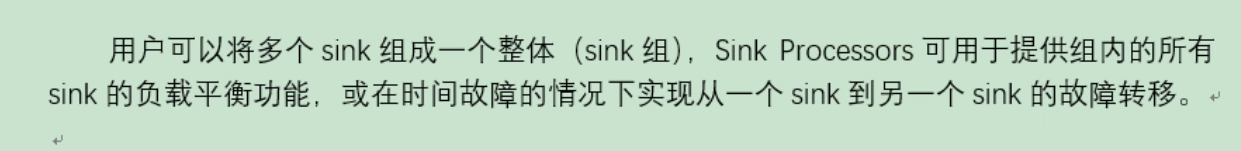 用户可以将多个 sink 组成一个整体（sink 组），Sink Processors 可用于提供组内的所有
sink 的负载平衡功能，或在时间故障的情况下实现从一个 sink 到另一个 sink 的故障转移。